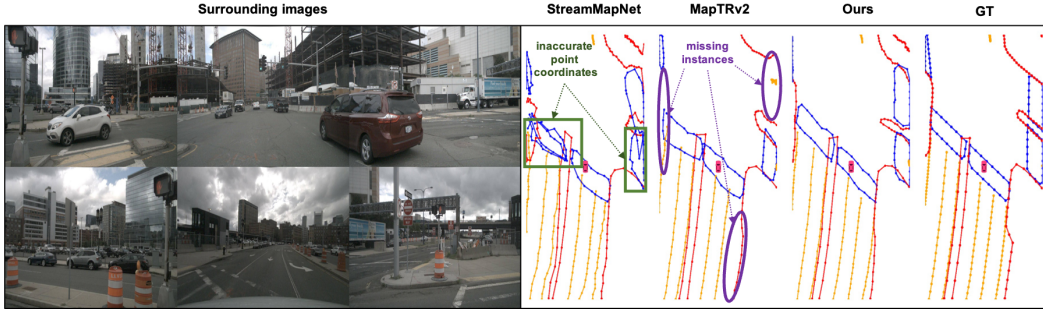 Surrounding images
StreamMapNet
MapTRv2
Ours
GT
inaccurate
point
coordinates
missing
instances